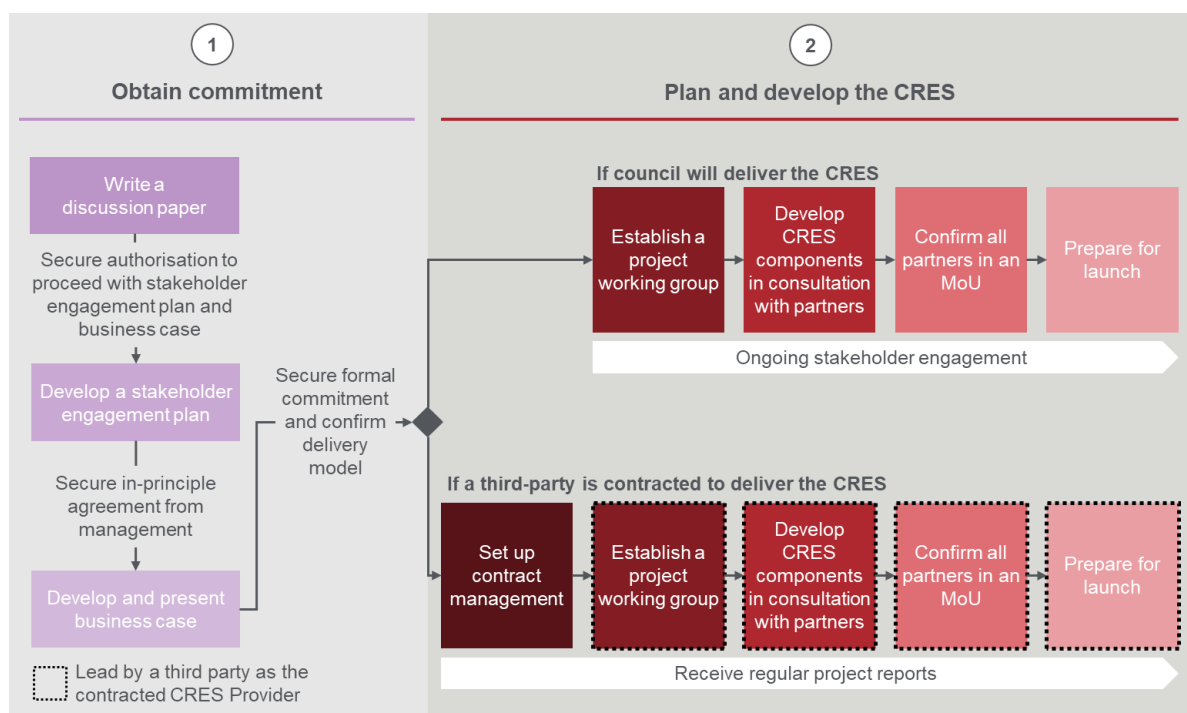 1
Obtain commitment
Write a
discussion paper
Secure authorisation to
proceed with stakeholder
engagement plan and
business case
Develop a stakeholder
engagement plan
Secure in-principle
agreement from
management
Develop and present
business case
Lead by a third party as the
contracted CRES Provider
Secure formal
commitment
and confirm
delivery
model
2
Plan and develop the CRES
If council will deliver the CRES
Establish a
project
working group
Develop
CRES
components
in consultation
with partners
Confirm all
partners in an
MoU
Prepare for
launch
Ongoing stakeholder engagement
If a third-party is contracted to deliver the CRES
Set up
contract
management
Establish a
project
working group
Develop
CRES
components
in consultation
with partners
Confirm all
partners in an
MoU
Prepare for
launch
Receive regular project reports